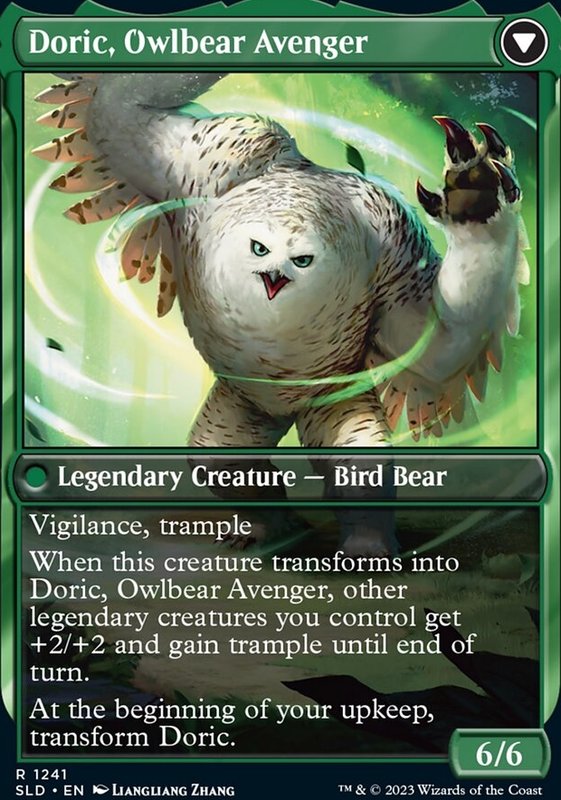 Doric, Owlbear Avenger
Legendary Creature — Bird Bear
Vigilance, trample
When this creature transforms into
Doric, Owlbear Avenger, other
legendary creatures you control get
+2/+2 and gain trample until end of
turn.
At the beginning of your upkeep,
transform Doric.
6/6
R 1241
SLD • EN Liangliang Zhang
™ & © 2023 Wizards of the Coast